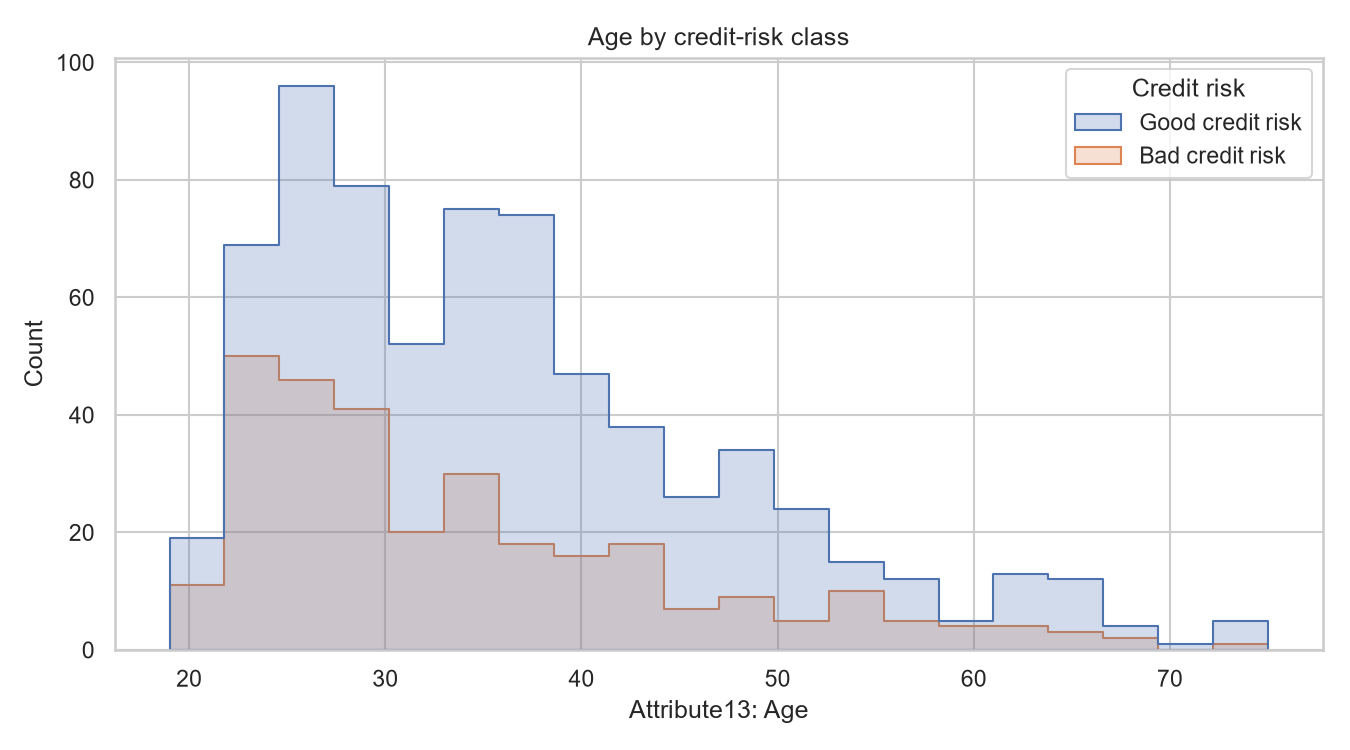 Age by credit-risk class
Credit risk
Good credit risk
Bad credit risk
Count
100
80
60
40
20
0
20 30 40 50 60 70
Attribute13: Age